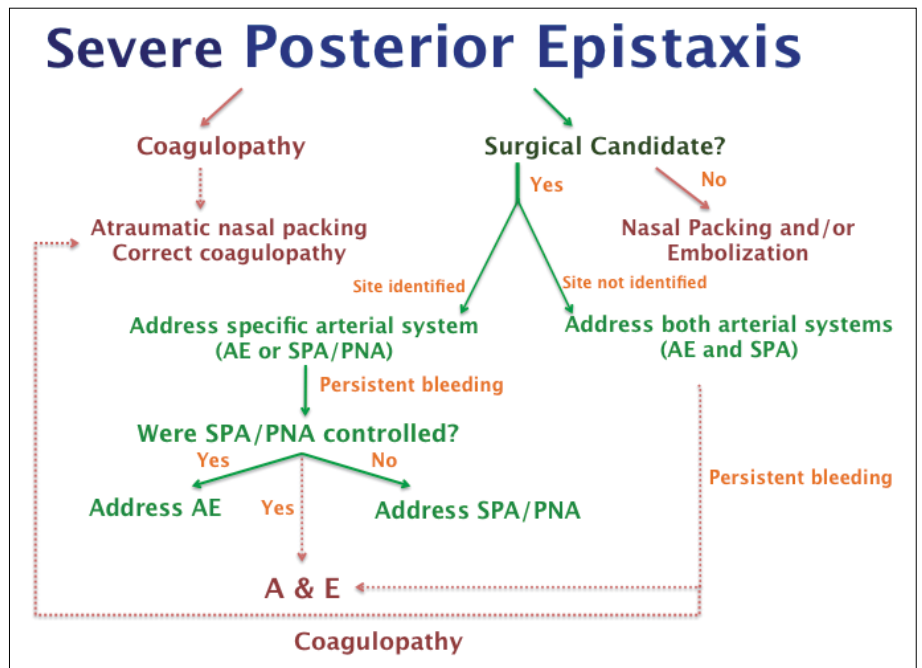 Severe Posterior Epistaxis
Coagulopathy
Surgical Candidate?
Yes
No
Atraumatic nasal packing
Correct coagulopathy
Nasal Packing and/or
Embolization
Site identified
Site not identified
Address specific arterial system
(AE or SPA/PNA)
Address both arterial systems
(AE and SPA)
Persistent bleeding
Were SPA/PNA controlled?
Yes
No
Persistent bleeding
Address AE
Yes
Address SPA/PNA
A & E
Coagulopathy